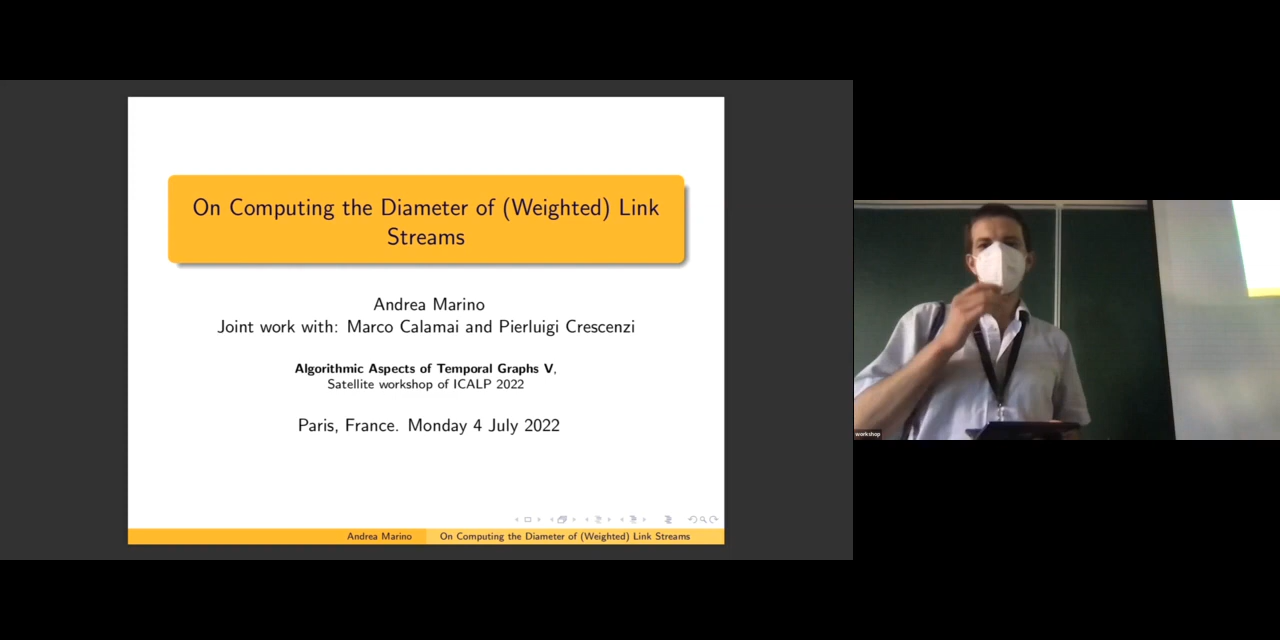 On Computing the Diameter of (Weighted) Link
Streams
Andrea Marino
Joint work with: Marco Calamai and Pierluigi Crescenzi
Algorithmic Aspects of Temporal Graphs V,
Satellite workshop of ICALP 2022
Paris, France. Monday 4 July 2022
Andrea Marino
On Computing the Diameter of (Weighted) Link Streams
workshop